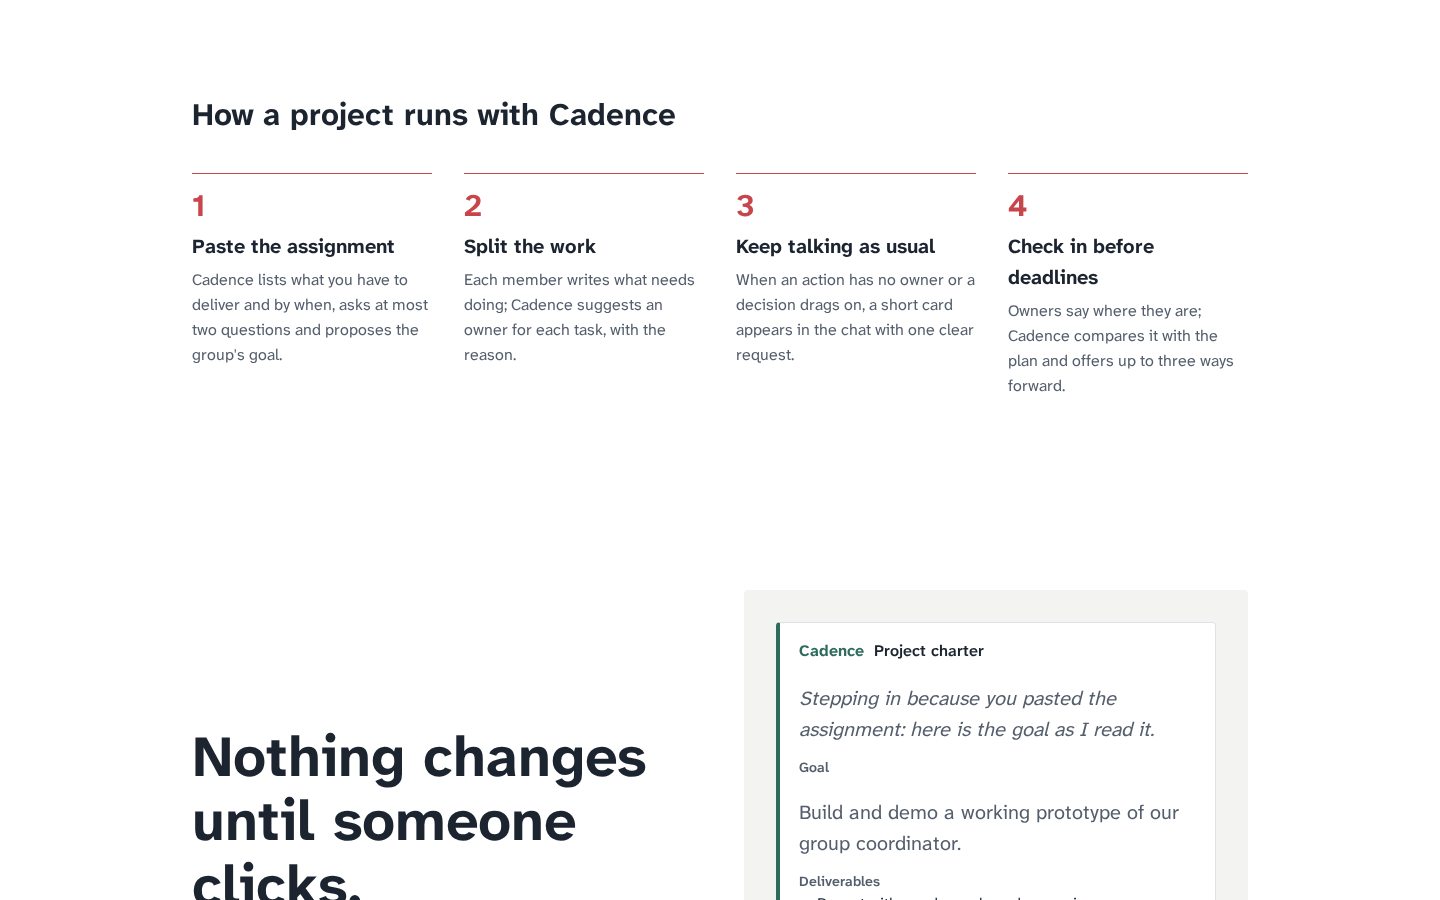 How a project runs with Cadence
1
Paste the assignment
Cadence lists what you have to
deliver and by when, asks at most
two questions and proposes the
group's goal.
2
Split the work
Each member writes what needs
doing; Cadence suggests an
owner for each task, with the
reason.
3
Keep talking as usual
When an action has no owner or a
decision drags on, a short card
appears in the chat with one clear
request.
4
Check in before
deadlines
Owners say where they are;
Cadence compares it with the
plan and offers up to three ways
forward.
Nothing changes
until someone
clicks.
Cadence Project charter
Stepping in because you pasted the
assignment: here is the goal as I read it.
Goal
Build and demo a working prototype of our
group coordinator.
Deliverables